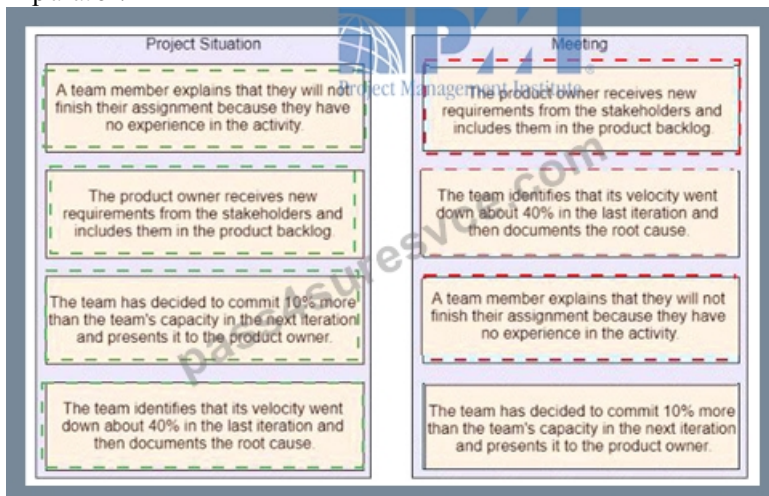 Project Situation
A team member explains that they will not
finish their assignment because they have
no experience in the activity.
The product owner receives new
requirements from the stakeholders and
includes them in the product backlog.
The team has decided to commit 10% more
than the team's capacity in the next iteration
and presents it to the product owner.
The team identifies that its velocity went
down about 40% in the last iteration and
then documents the root cause.
Meeting
The product owner receives new
requirements from the stakeholders and
includes them in the product backlog.
The team identifies that its velocity went
down about 40% in the last iteration and
then documents the root cause.
A team member explains that they will not
finish their assignment because they have
no experience in the activity.
The team has decided to commit 10% more
than the team's capacity in the next iteration
and presents it to the product owner.
PMI
Project Management Institute®
pass4suresvce.com